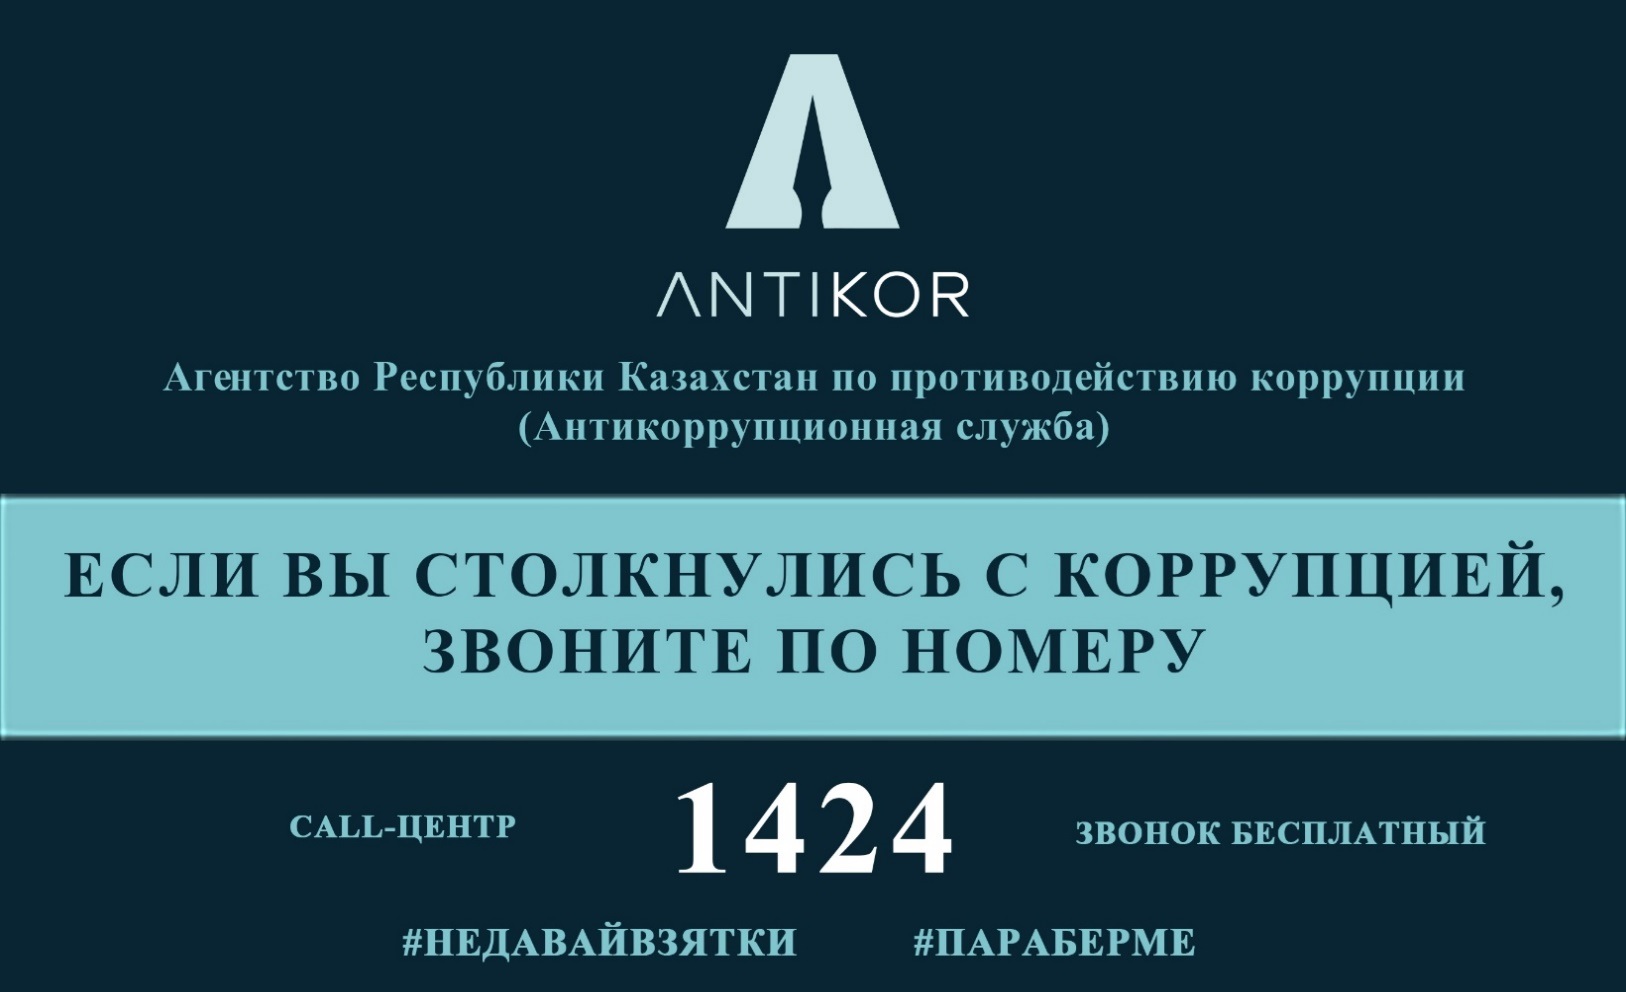 ANTIKOR
Агентство Республики Казахстан по противодействию коррупции
(Антикоррупционная служба)
ЕСЛИ ВЫ СТОЛКНУЛИСЬ С КОРРУПЦИЕЙ,
ЗВОНИТЕ ПО НОМЕРУ
CALL-ЦЕНТР 1424 ЗВОНОК БЕСПЛАТНЫЙ
#НЕДАВАЙВЗЯТКИ #ПАРАБЕРМЕ